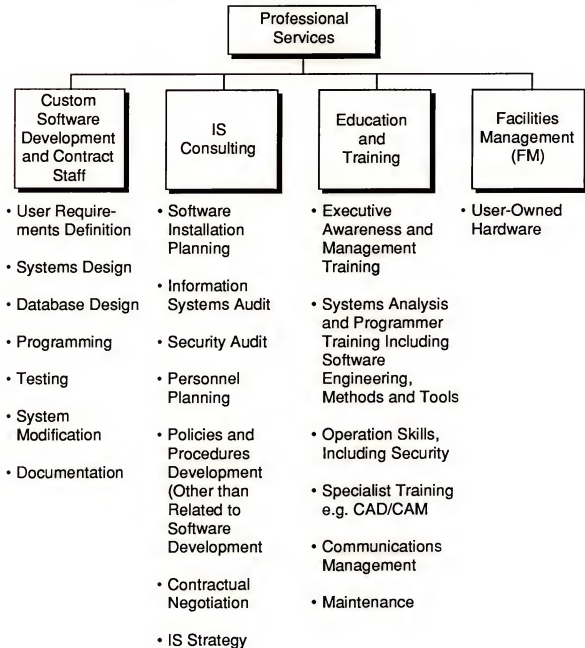 Professional
Services
Custom
Software
Development
and Contract
Staff
IS
Consulting
Education
and
Training
Facilities
Management
(FM)
• User Require-
ments Definition
• Systems Design
• Database Design
• Programming
• Testing
• System
Modification
• Documentation
• Software
Installation
Planning
• Information
Systems Audit
• Security Audit
• Personnel
Planning
• Policies and
Procedures
Development
(Other than
Related to
Software
Development
• Contractual
Negotiation
• IS Strategy
• Executive
Awareness and
Management
Training
• Systems Analysis
and Programmer
Training Including
Software
Engineering,
Methods and Tools
• Operation Skills,
Including Security
• Specialist Training
e.g. CAD/CAM
• Communications
Management
• Maintenance
• User-Owned
Hardware